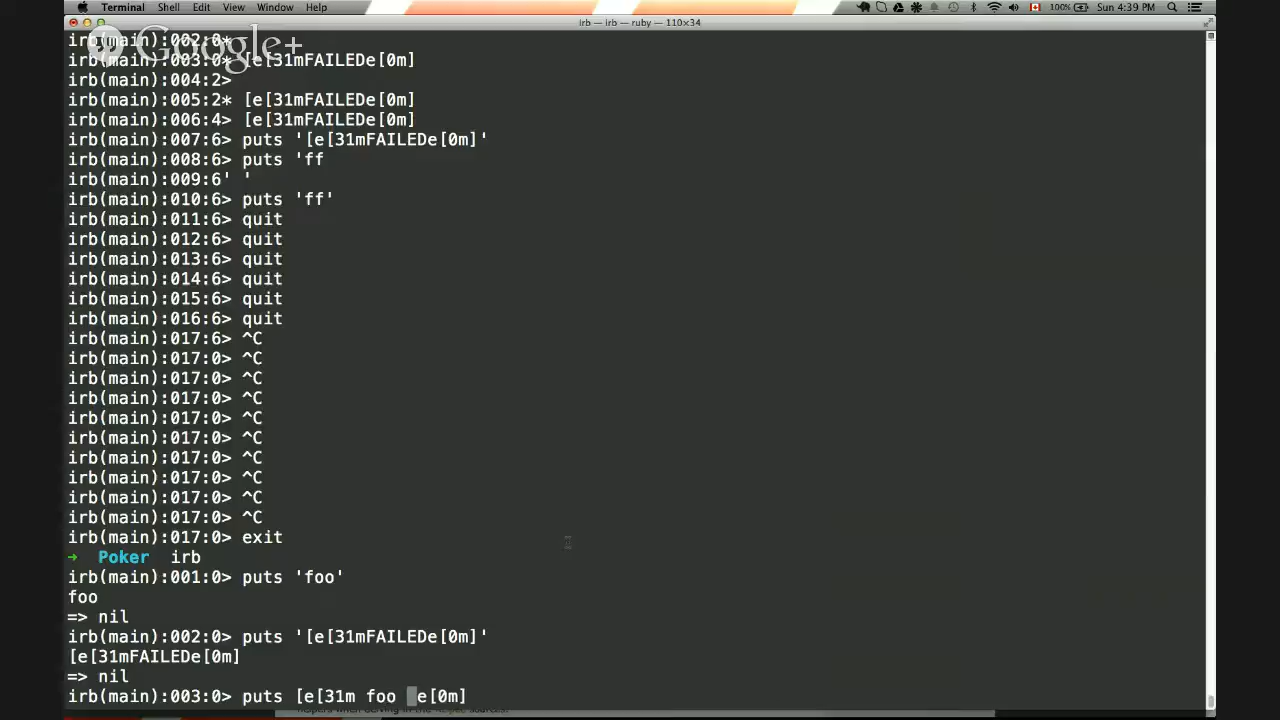 Terminal Shell Edit View Window Help 100% Sun 4:39 PM
irb — irb — ruby — 110×34
Google+
irb(main):002:0*
irb(main):003:0* [e[31mFAILEDe[0m]
irb(main):004:2>
irb(main):005:2* [e[31mFAILEDe[0m]
irb(main):006:4> [e[31mFAILEDe[0m]
irb(main):007:6> puts '[e[31mFAILEDe[0m]'
irb(main):008:6> puts 'ff
irb(main):009:6' '
irb(main):010:6> puts 'ff'
irb(main):011:6> quit
irb(main):012:6> quit
irb(main):013:6> quit
irb(main):014:6> quit
irb(main):015:6> quit
irb(main):016:6> quit
irb(main):017:6> ^C
irb(main):017:0> ^C
irb(main):017:0> ^C
irb(main):017:0> ^C
irb(main):017:0> ^C
irb(main):017:0> ^C
irb(main):017:0> ^C
irb(main):017:0> ^C
irb(main):017:0> ^C
irb(main):017:0> ^C
irb(main):017:0> exit
➜ Poker irb
irb(main):001:0> puts 'foo'
foo
=> nil
irb(main):002:0> puts '[e[31mFAILEDe[0m]'
[e[31mFAILEDe[0m]
=> nil
irb(main):003:0> puts [e[31m foo e[0m]